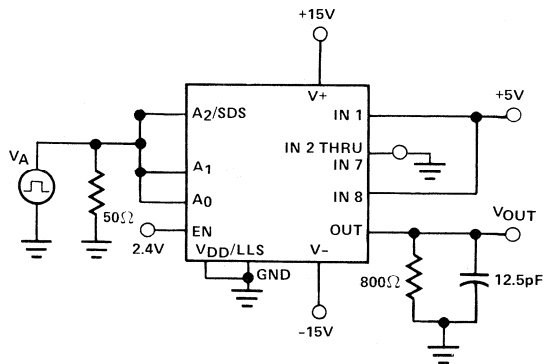 +15V
V+
A2/SDS
IN 1
+5V
VA
IN 2 THRU
IN 7
A1
A0
IN 8
50Ω
EN
OUT
VOUT
2.4V
VDD/LLS
V-
GND
800Ω
12.5pF
-15V